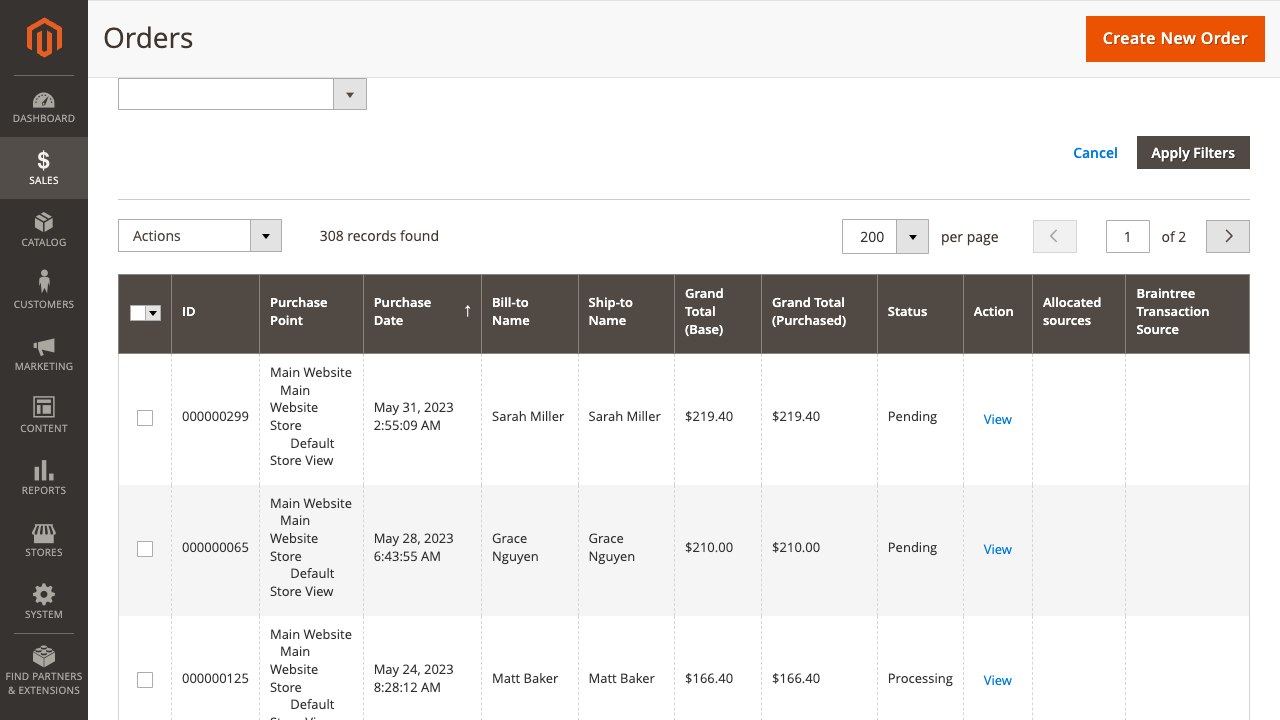 Orders
Create New Order
DASHBOARD
SALES
CATALOG
CUSTOMERS
MARKETING
CONTENT
REPORTS
STORES
SYSTEM
FIND PARTNERS
& EXTENSIONS
Cancel
Apply Filters
Actions
308 records found
200
per page
1
of 2
ID
Purchase
Point
Purchase
Date
Bill-to
Name
Ship-to
Name
Grand
Total
(Base)
Grand Total
(Purchased)
Status
Action
Allocated
sources
Braintree
Transaction
Source
000000299
Main Website
Main
Website
Store
Default
Store View
May 31, 2023
2:55:09 AM
Sarah Miller
Sarah Miller
$219.40
$219.40
Pending
View
000000065
Main Website
Main
Website
Store
Default
Store View
May 28, 2023
6:43:55 AM
Grace
Nguyen
Grace
Nguyen
$210.00
$210.00
Pending
View
000000125
Main Website
Main
Website
Store
Default
Store View
May 24, 2023
8:28:12 AM
Matt Baker
Matt Baker
$166.40
$166.40
Processing
View